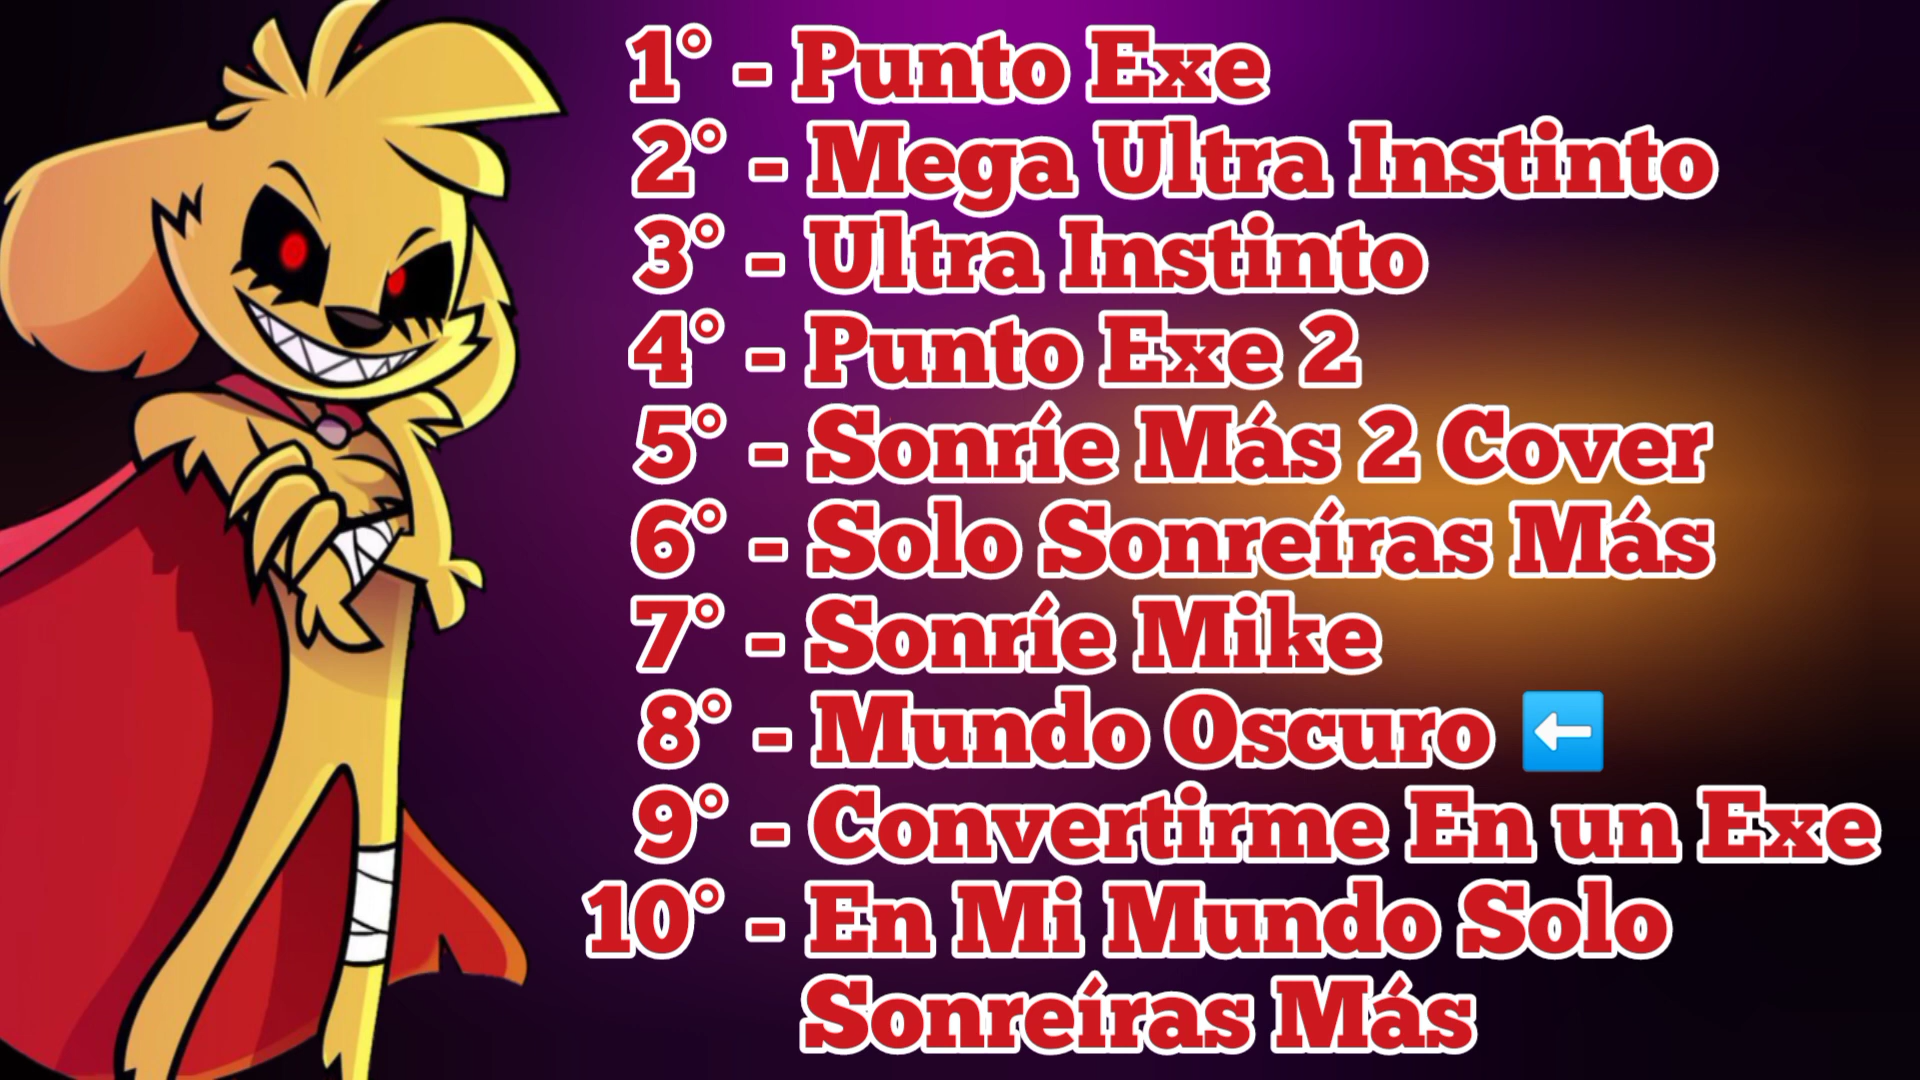 1° - Punto Exe
2° - Mega Ultra Instinto
3° - Ultra Instinto
4° - Punto Exe 2
5° - Sonríe Más 2 Cover
6° - Solo Sonreíras Más
7° - Sonríe Mike
8° - Mundo Oscuro ⬅️
9° - Convertirme En un Exe
10° - En Mi Mundo Solo
Sonreíras Más